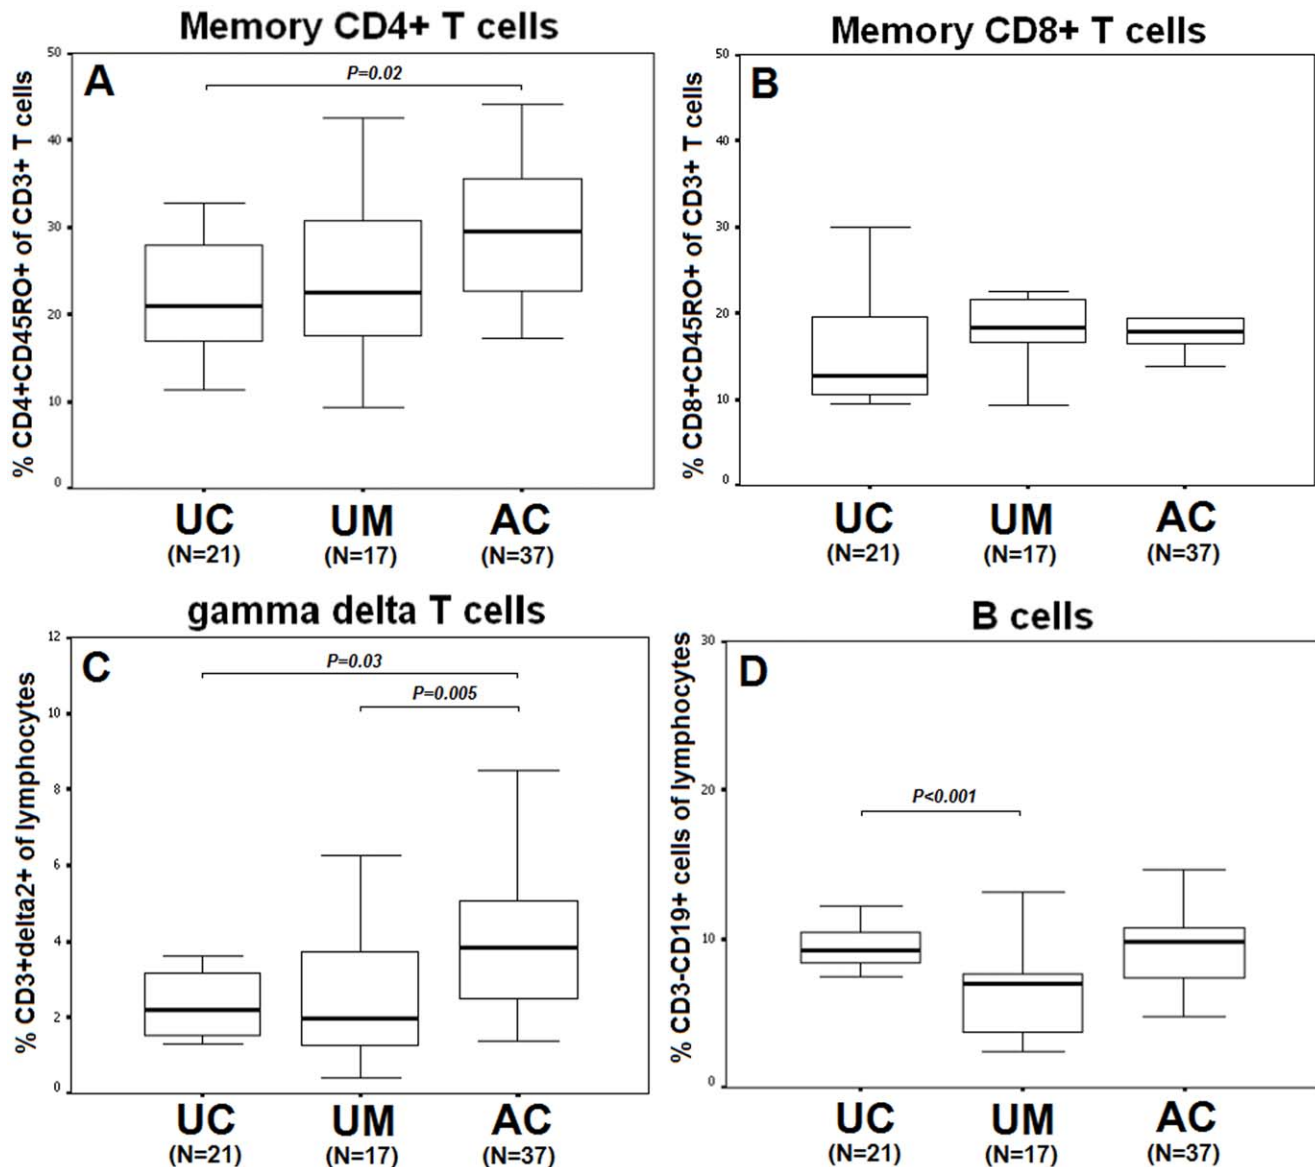 Memory CD4+ T cells
A
P=0.02
% CD4+CD45RO+ of CD3+ T cells
50
40
30
20
10
0
UC
UM
AC
(N=21)
(N=17)
(N=37)
Memory CD8+ T cells
B
% CD8+CD45RO+ of CD3+ T cells
50
40
30
20
10
0
UC
UM
AC
(N=21)
(N=17)
(N=37)
gamma delta T cells
C
P=0.03
P=0.005
% CD3+delta2+ of lymphocytes
12
10
8
6
4
2
0
UC
UM
AC
(N=21)
(N=17)
(N=37)
B cells
D
P<0.001
% CD3-CD19+ cells of lymphocytes
30
20
10
0
UC
UM
AC
(N=21)
(N=17)
(N=37)